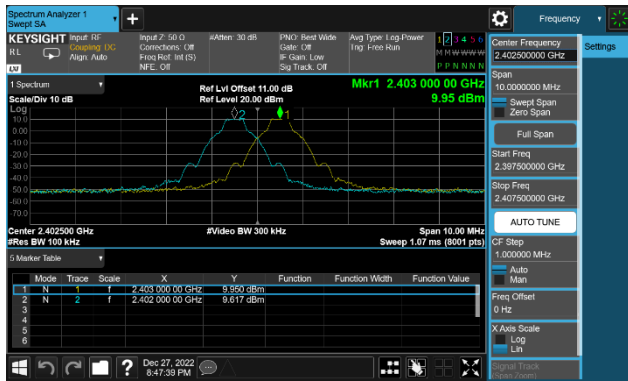 Spectrum Analyzer 1
Swept SA
Frequency
KEYSIGHT Input: RF
Coupling: DC
Align: Auto
RL
LXI
Input Z: 50 Ω
Corrections: Off
Freq Ref: Int (S)
NFE: Off
#Atten: 30 dB
PNO: Best Wide
Gate: Off
IF Gain: Low
Sig Track: Off
Avg Type: Log-Power
Trig: Free Run
1 2 3 4 5 6
M M W W W W
P P N N N N
1 Spectrum
Scale/Div 10 dB
Ref Lvl Offset 11.00 dB
Ref Level 20.00 dBm
Mkr1 2.403 000 00 GHz
9.95 dBm
Log
10.0
0.00
-10.0
-20.0
-30.0
-40.0
-50.0
-60.0
2
1
Center 2.402500 GHz
#Res BW 100 kHz
#Video BW 300 kHz
Span 10.00 MHz
Sweep 1.07 ms (8001 pts)
5 Marker Table
Mode Trace Scale X Y Function Function Width Function Value
1 N 1 f 2.403 000 00 GHz 9.950 dBm
2 N 2 f 2.402 000 00 GHz 9.617 dBm
3
4
5
6
Dec 27, 2022
8:47:39 PM
Center Frequency
2.402500000 GHz
Settings
Span
10.0000000 MHz
Swept Span
Zero Span
Full Span
Start Freq
2.397500000 GHz
Stop Freq
2.407500000 GHz
AUTO TUNE
CF Step
1.000000 MHz
Auto
Man
Freq Offset
0 Hz
X Axis Scale
Log
Lin
Signal Track
(Span Zoom)